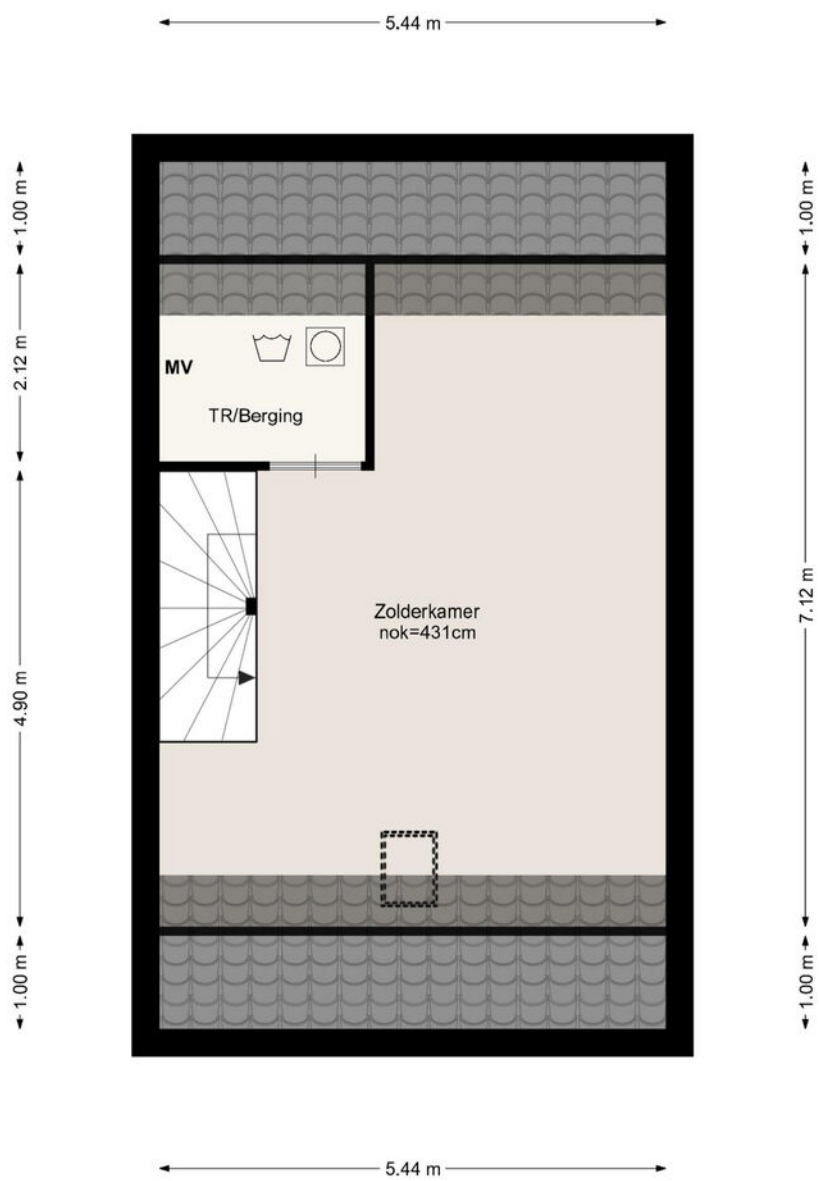 5.44 m
1.00 m
1.00 m
2.12 m
MV
TR/Berging
7.12 m
Zolderkamer
nok=431cm
4.90 m
1.00 m
1.00 m
5.44 m